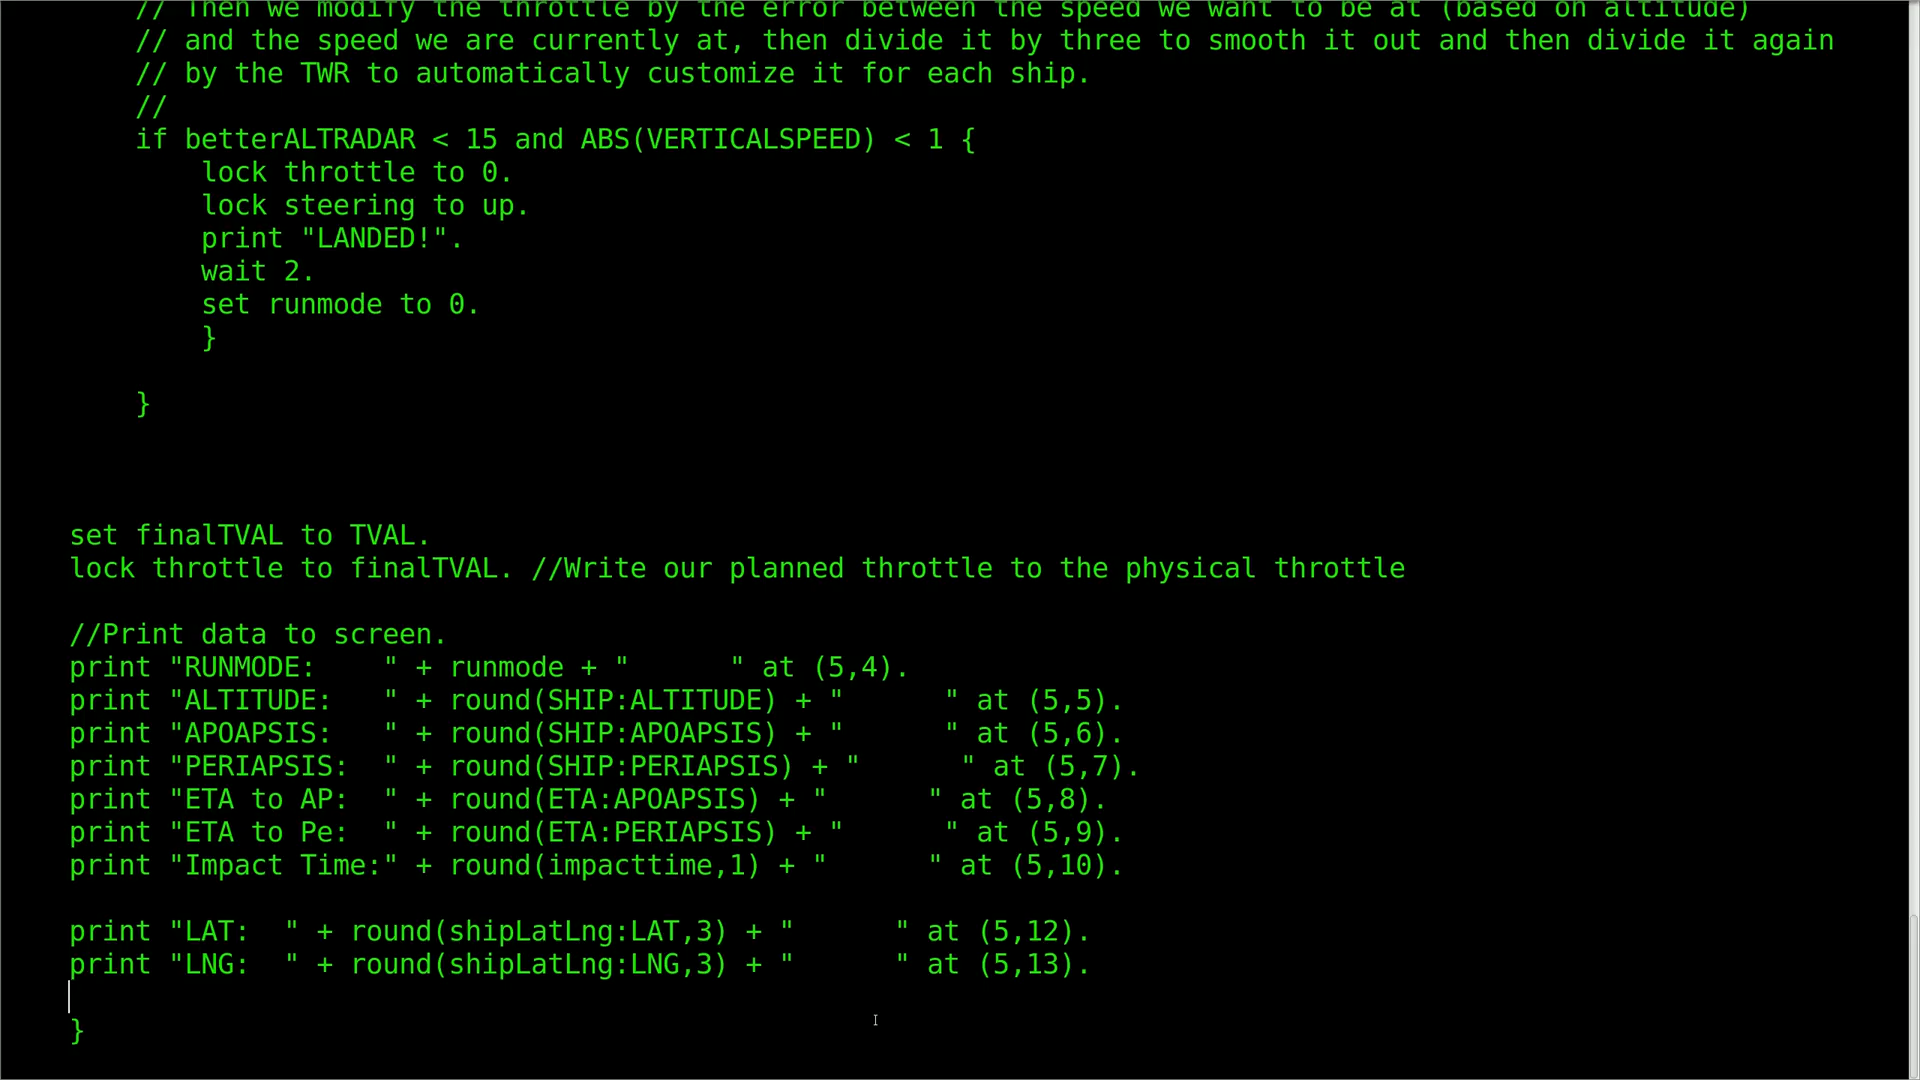 // Then we modify the throttle by the error between the speed we want to be at (based on altitude)
// and the speed we are currently at, then divide it by three to smooth it out and then divide it again
// by the TWR to automatically customize it for each ship.
//
if betterALTRADAR < 15 and ABS(VERTICALSPEED) < 1 {
lock throttle to 0.
lock steering to up.
print "LANDED!".
wait 2.
set runmode to 0.
}
}
set finalTVAL to TVAL.
lock throttle to finalTVAL. //Write our planned throttle to the physical throttle
//Print data to screen.
print "RUNMODE:    " + runmode + "      " at (5,4).
print "ALTITUDE:   " + round(SHIP:ALTITUDE) + "      " at (5,5).
print "APOAPSIS:   " + round(SHIP:APOAPSIS) + "      " at (5,6).
print "PERIAPSIS:  " + round(SHIP:PERIAPSIS) + "      " at (5,7).
print "ETA to AP:  " + round(ETA:APOAPSIS) + "      " at (5,8).
print "ETA to Pe:  " + round(ETA:PERIAPSIS) + "      " at (5,9).
print "Impact Time:" + round(impacttime,1) + "      " at (5,10).
print "LAT:  " + round(shipLatLng:LAT,3) + "      " at (5,12).
print "LNG:  " + round(shipLatLng:LNG,3) + "      " at (5,13).
}